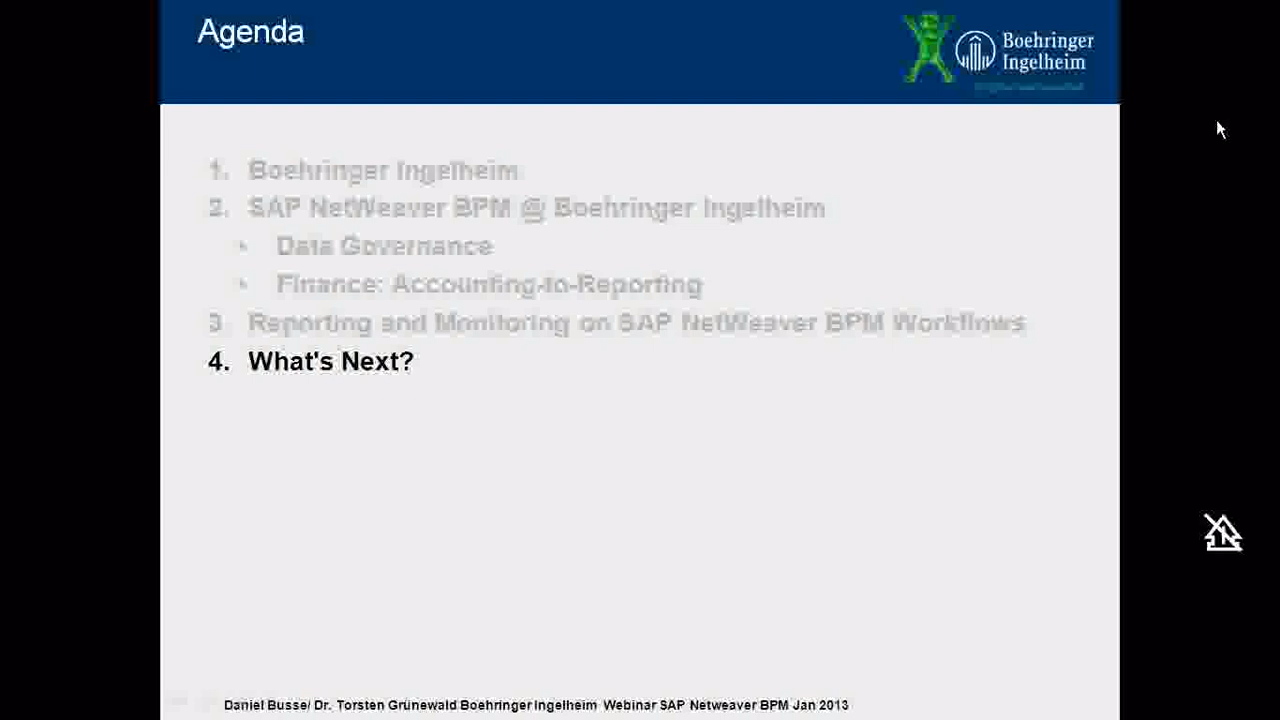 Agenda
Boehringer
Ingelheim
1. Boehringer Ingelheim
2. SAP NetWeaver BPM @ Boehringer Ingelheim
• Data Governance
• Finance: Accounting-to-Reporting
3 Reporting and Monitoring on SAP NetWeaver BPM Workflows
4. What's Next?
Daniel Busse/ Dr. Torsten Grünewald Boehringer Ingelheim Webinar SAP Netweaver BPM Jan 2013